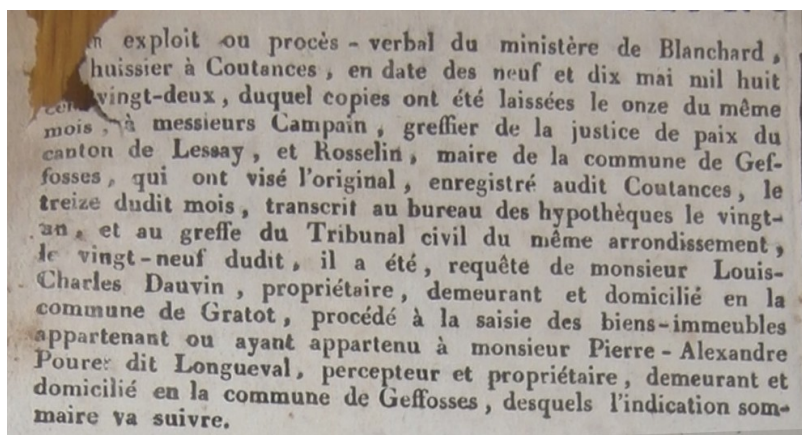 exploit ou procès-verbal du ministère de Blanchard,
huissier à Coutances, en date des neuf et dix mai mil huit
cent vingt-deux, duquel copies ont été laissées le onze du même
mois, à messieurs Campain, greffier de la justice de paix du
canton de Lessay, et Rosselin, maire de la commune de Gef-
fosses, qui ont visé l'original, enregistré audit Coutances, le
treize dudit mois, transcrit au bureau des hypothèques le vingt-
un, et au greffe du Tribunal civil du même arrondissement,
le vingt-neuf dudit, il a été, requête de monsieur Louis-
Charles Dauvin, propriétaire, demeurant et domicilié en la
commune de Gratot, procédé à la saisie des biens-immeubles
appartenant ou ayant appartenu à monsieur Pierre-Alexandre
dit Longueval, percepteur et propriétaire, demeurant et
domicilié en la commune de Geffosses, desquels l'indication som-
maire va suivre.